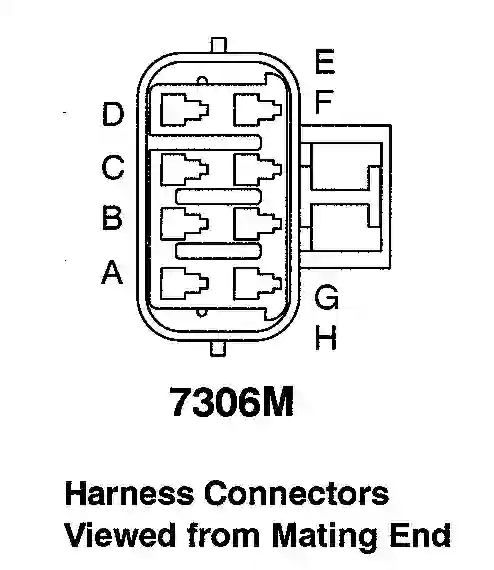 E
D
F
C
B
A
G
H
7306M
Harness Connectors
Viewed from Mating End